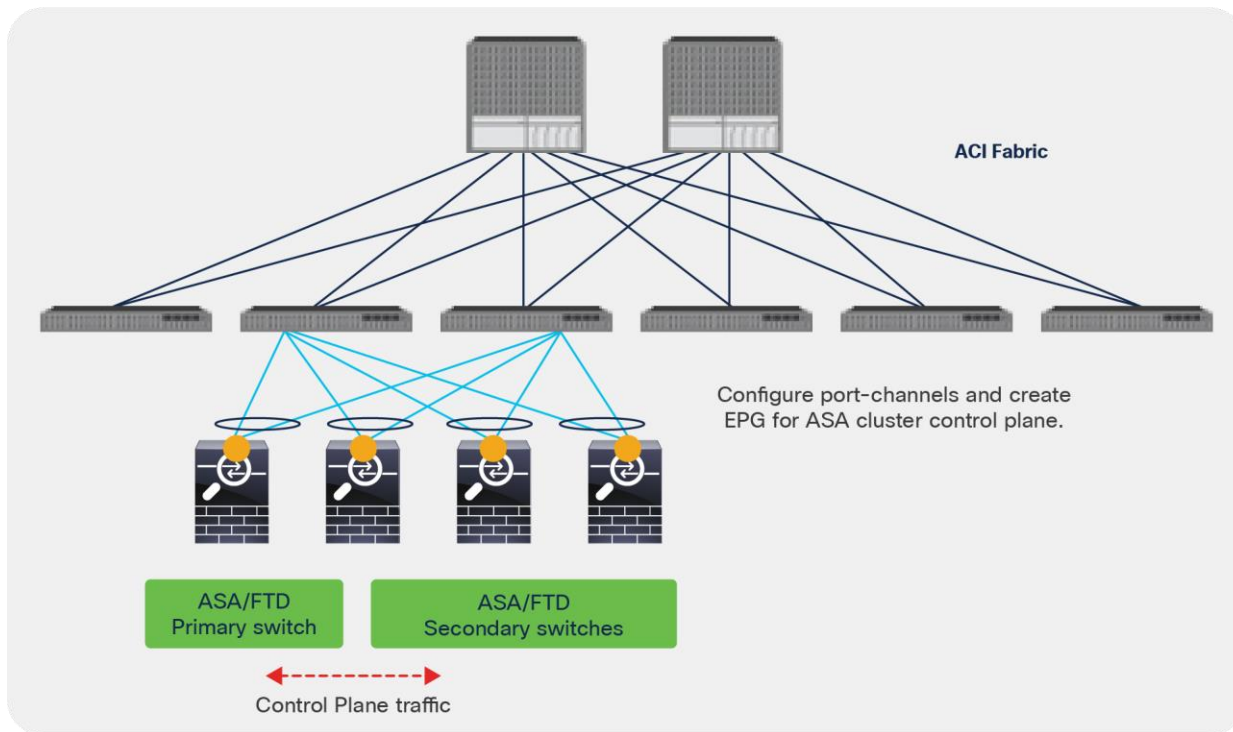 ACI Fabric
Configure port-channels and create
EPG for ASA cluster control plane.
ASA/FTD
Primary switch
ASA/FTD
Secondary switches
Control Plane traffic